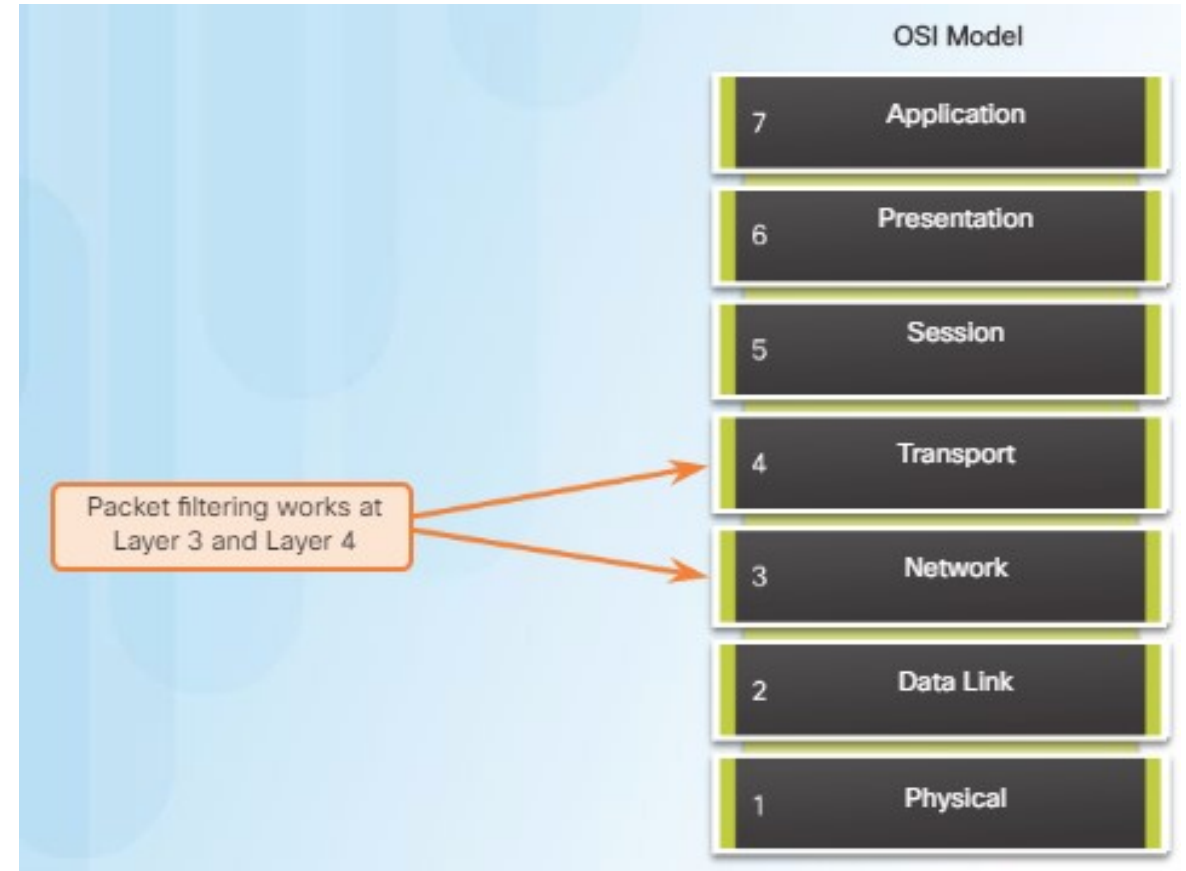 OSI Model
7 Application
6 Presentation
5 Session
4 Transport
Packet filtering works at
Layer 3 and Layer 4
3 Network
2 Data Link
1 Physical